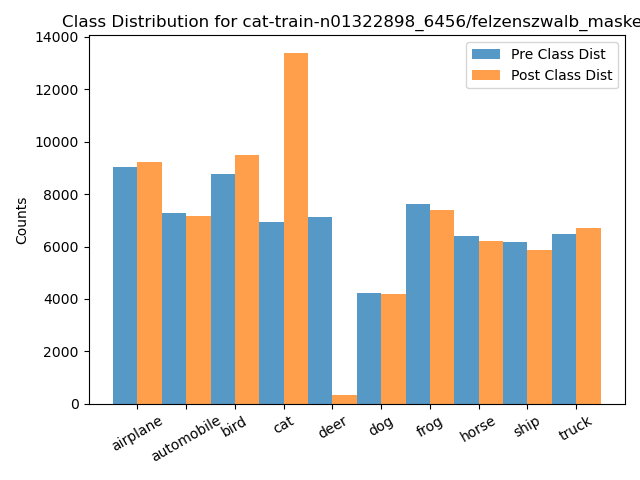 Class Distribution for cat-train-n01322898_6456/felzenszwalb_maske
Pre Class Dist
Post Class Dist
Counts
14000
12000
10000
8000
6000
4000
2000
0
airplane
automobile
bird
cat
deer
dog
frog
horse
ship
truck